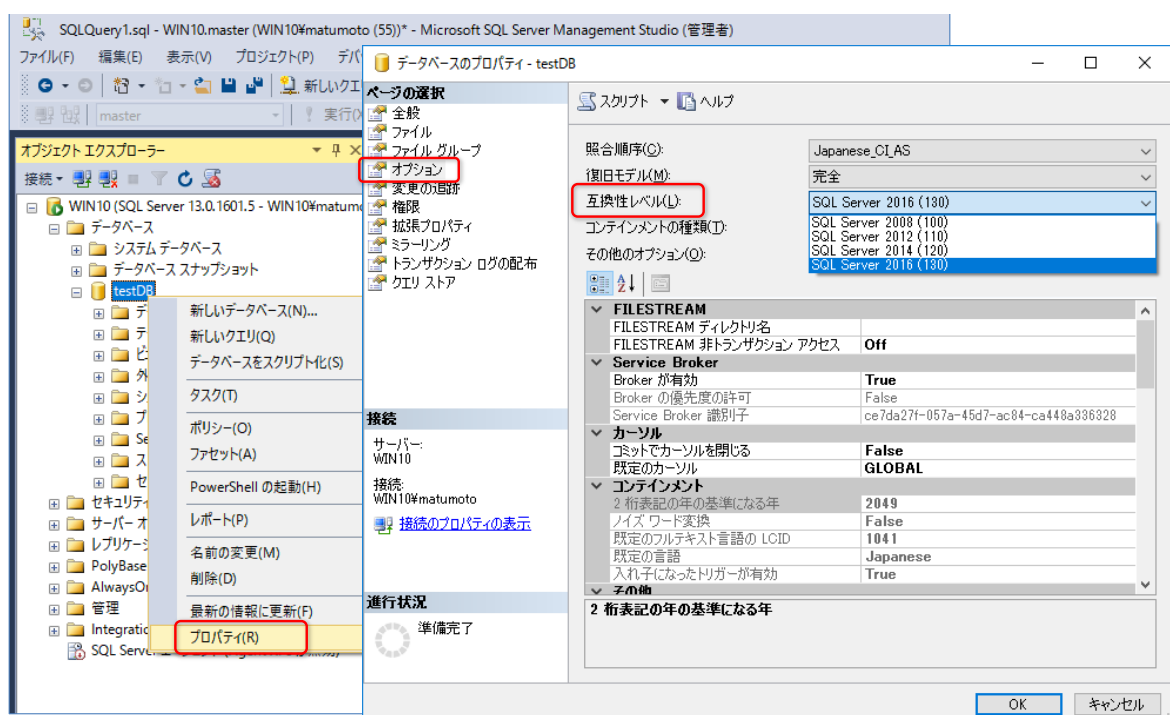 SQLQuery1.sql - WIN10.master (WIN10¥matumoto (55))* - Microsoft SQL Server Management Studio (管理者)
ファイル(F) 編集(E) 表示(V) プロジェクト(P) デバ
新しいクエ
master
実行(X
オブジェクト エクスプローラー
接続
WIN10 (SQL Server 13.0.1601.5 - WIN10¥matumo
データベース
システム データベース
データベース スナップショット
testDB
デ
テ
ビ
外
シ
プ
Se
ス
セ
セキュリティ
サーバー オ
レプリケーシ
PolyBase
AlwaysO
管理
Integratio
SQL Serve
新しいデータベース(N)...
新しいクエリ(Q)
データベースをスクリプト化(S)
タスク(T)
ポリシー(O)
ファセット(A)
PowerShell の起動(H)
レポート(P)
名前の変更(M)
削除(D)
最新の情報に更新(F)
プロパティ(R)
データベースのプロパティ - testDB
ページの選択
全般
ファイル
ファイル グループ
オプション
変更の追跡
権限
拡張プロパティ
ミラーリング
トランザクション ログの配布
クエリ ストア
接続
サーバー:
WIN10
接続:
WIN10¥matumoto
接続のプロパティの表示
進行状況
準備完了
スクリプト ヘルプ
照合順序(C): Japanese_CI_AS
復旧モデル(M): 完全
互換性レベル(L): SQL Server 2016 (130)
SQL Server 2008 (100)
SQL Server 2012 (110)
SQL Server 2014 (120)
SQL Server 2016 (130)
コンテインメントの種類(T):
その他のオプション(O):
FILESTREAM
FILESTREAM ディレクトリ名
FILESTREAM 非トランザクション アクセス Off
Service Broker
Broker が有効 True
Broker の優先度の許可 False
Service Broker 識別子 ce7da27f-057a-45d7-ac84-ca448a336328
カーソル
コミットでカーソルを閉じる False
既定のカーソル GLOBAL
コンテインメント
2 桁表記の年の基準になる年 2049
ノイズ ワード変換 False
既定のフルテキスト言語の LCID 1041
既定の言語 Japanese
入れ子になったトリガーが有効 True
その他
2 桁表記の年の基準になる年
OK キャンセル